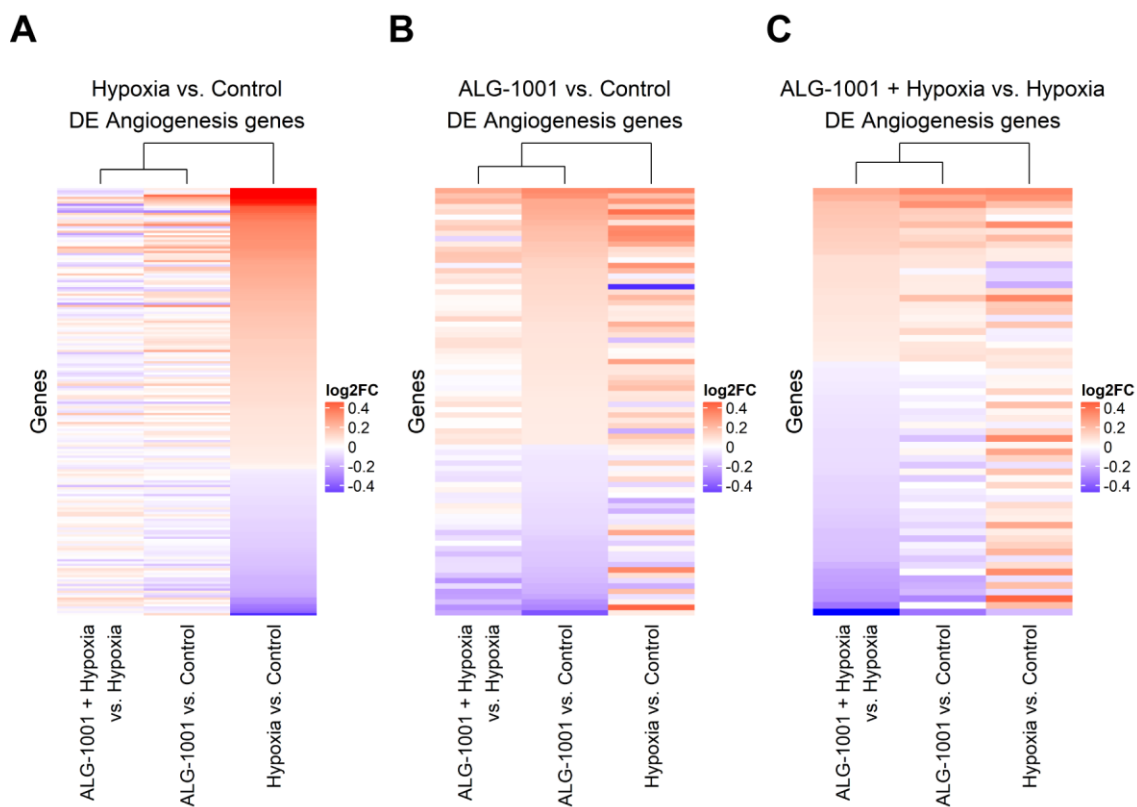 A
B
C
Hypoxia vs. Control
DE Angiogenesis genes
ALG-1001 vs. Control
DE Angiogenesis genes
ALG-1001 + Hypoxia vs. Hypoxia
DE Angiogenesis genes
Genes
log2FC
0.4
0.2
0
-0.2
-0.4
ALG-1001 + Hypoxia
vs. Hypoxia
ALG-1001 vs. Control
Hypoxia vs. Control
Genes
log2FC
0.4
0.2
0
-0.2
-0.4
ALG-1001 + Hypoxia
vs. Hypoxia
ALG-1001 vs. Control
Hypoxia vs. Control
Genes
log2FC
0.4
0.2
0
-0.2
-0.4
ALG-1001 + Hypoxia
vs. Hypoxia
ALG-1001 vs. Control
Hypoxia vs. Control